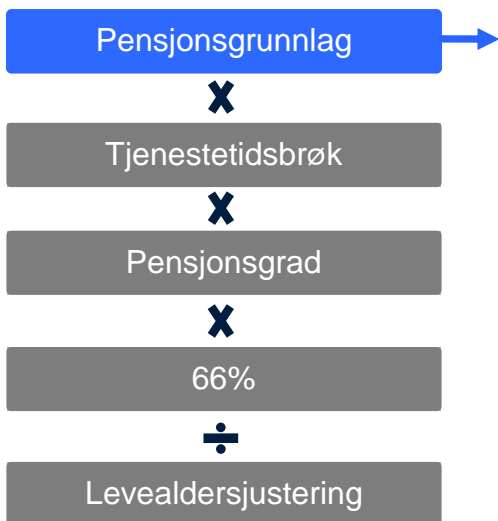 Pensjonsgrunnlag
x
Tjenestetidsbrøk
x
Pensjonsgrad
x
66%
÷
Levealdersjustering